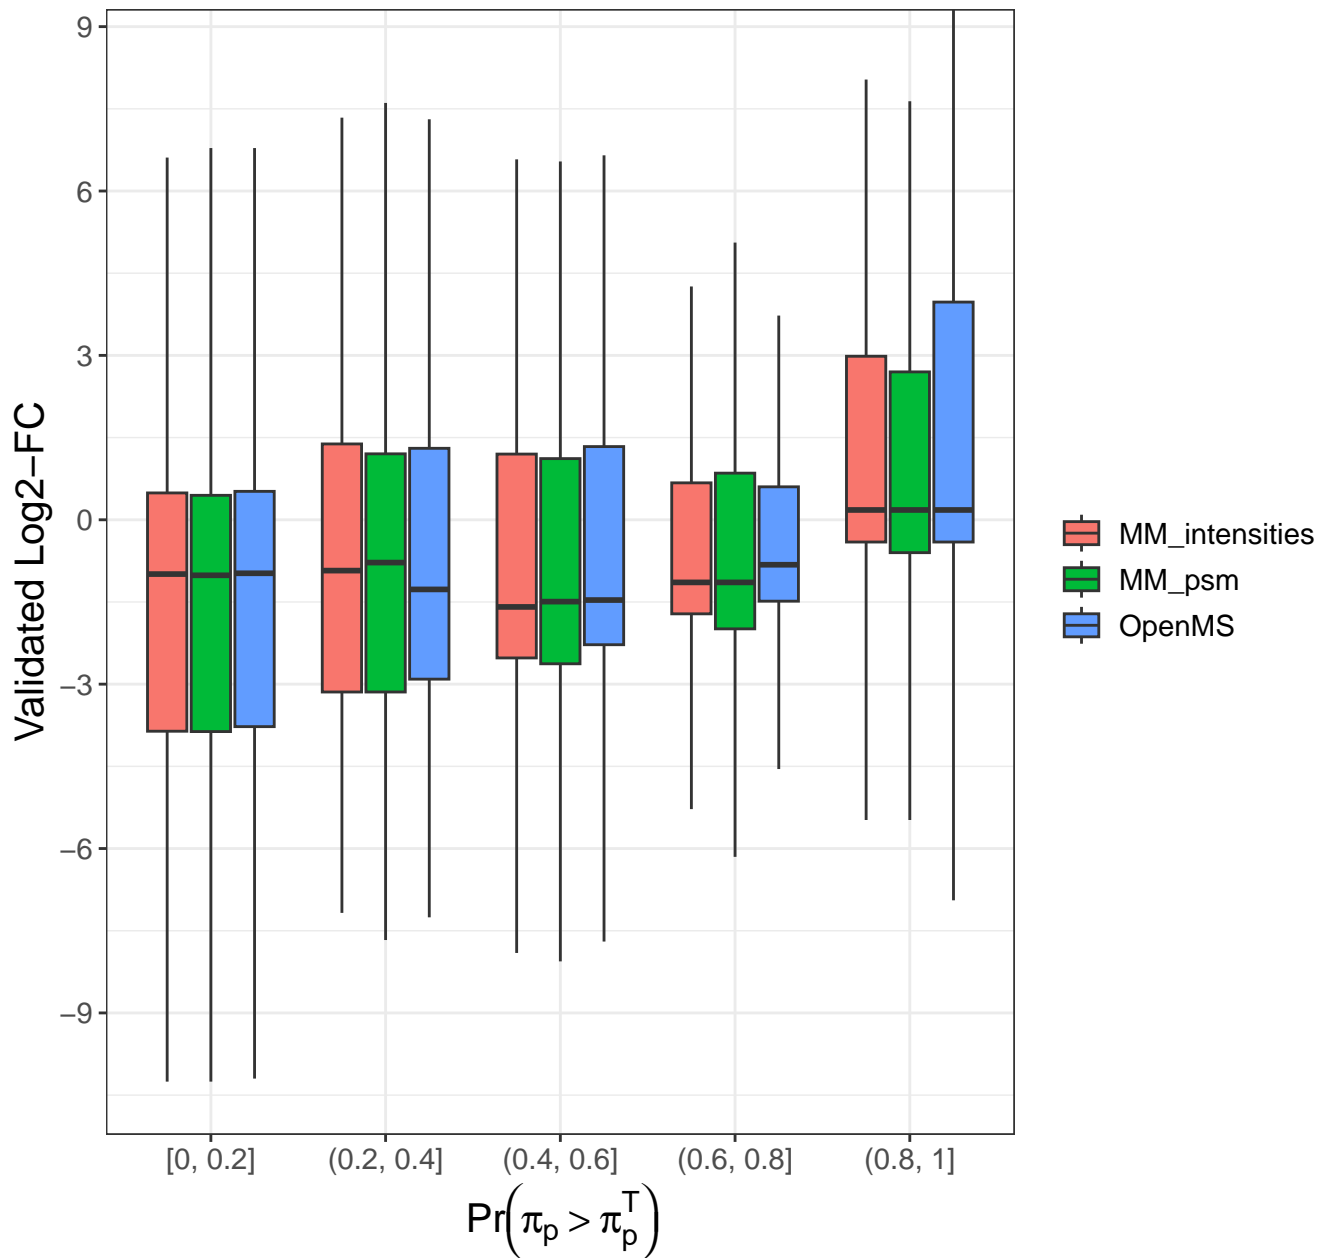 9
6
3
0
−3
−6
−9
Validated Log2−FC
[0, 0.2]
(0.2, 0.4]
(0.4, 0.6]
(0.6, 0.8]
(0.8, 1]
Pr(πp > πpT)
MM_intensities
MM_psm
OpenMS